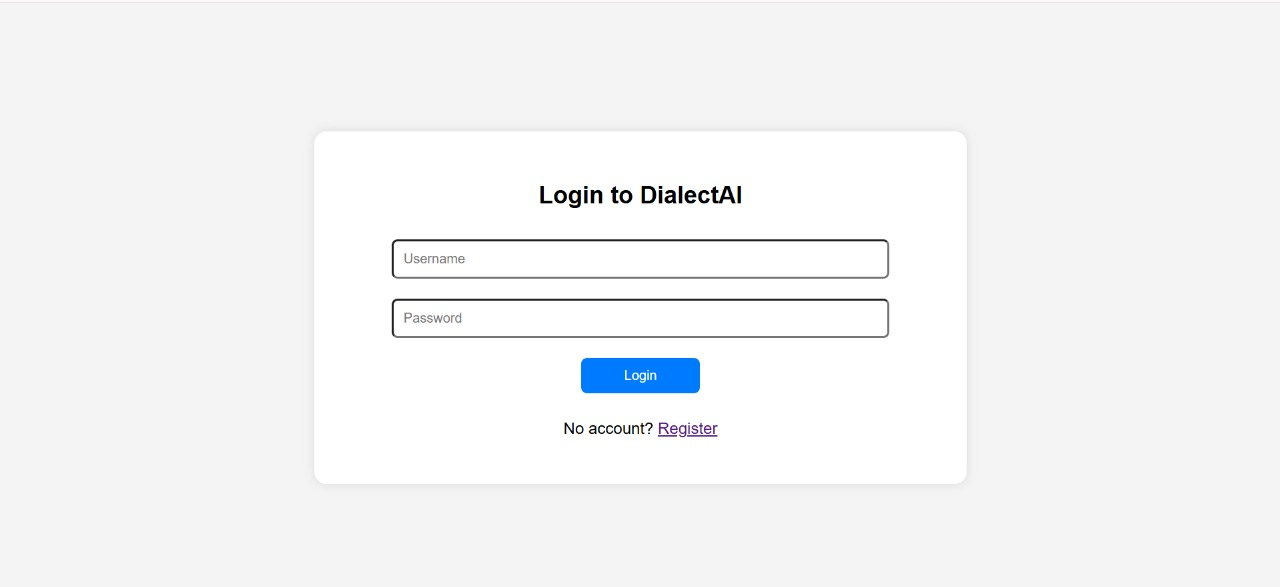 Login to DialectAI
Username
Password
Login
No account? Register